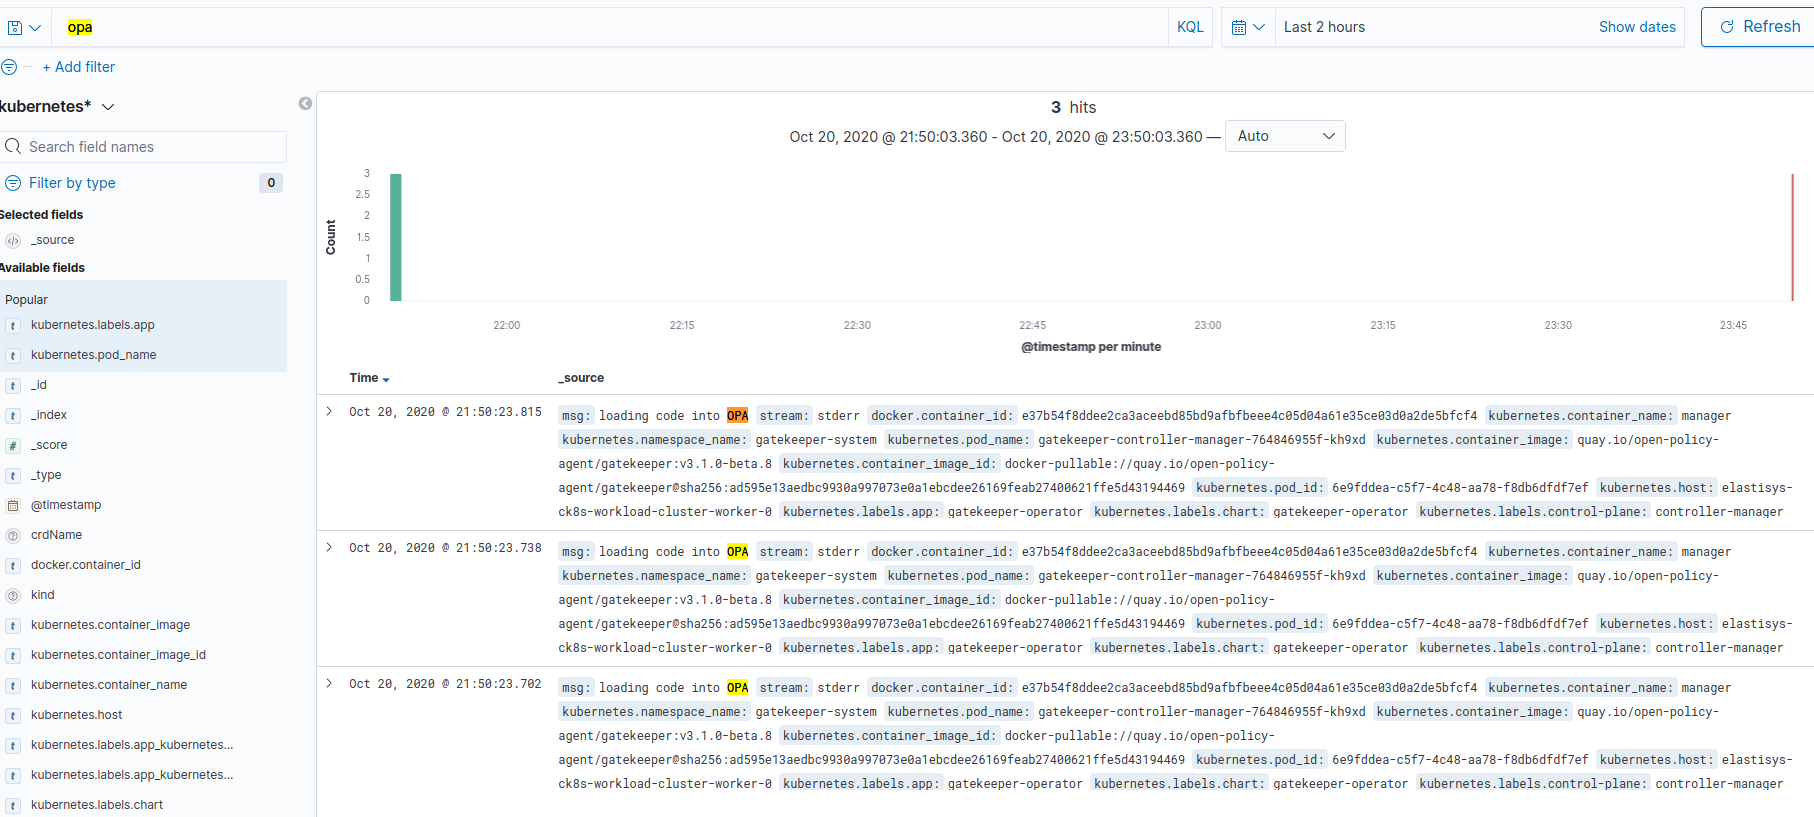 opa
KQL
Last 2 hours
Show dates
Refresh
+ Add filter
kubernetes*
Search field names
Filter by type
0
Selected fields
_source
Available fields
Popular
kubernetes.labels.app
kubernetes.pod_name
_id
_index
_score
_type
@timestamp
crdName
docker.container_id
kind
kubernetes.container_image
kubernetes.container_image_id
kubernetes.container_name
kubernetes.host
kubernetes.labels.app_kubernetes...
kubernetes.labels.app_kubernetes...
kubernetes.labels.chart
3 hits
Oct 20, 2020 @ 21:50:03.360 - Oct 20, 2020 @ 23:50:03.360 — Auto
Count
3
2.5
2
1.5
1
0.5
0
22:00 22:15 22:30 22:45 23:00 23:15 23:30 23:45
@timestamp per minute
Time _source
Oct 20, 2020 @ 21:50:23.815 msg: loading code into OPA stream: stderr docker.container_id: e37b54f8ddee2ca3aceebd85bd9afbfbeee4c05d04a61e35ce03d0a2de5bfcf4 kubernetes.container_name: manager
kubernetes.namespace_name: gatekeeper-system kubernetes.pod_name: gatekeeper-controller-manager-764846955f-kh9xd kubernetes.container_image: quay.io/open-policy-
agent/gatekeeper:v3.1.0-beta.8 kubernetes.container_image_id: docker-pullable://quay.io/open-policy-
agent/gatekeeper@sha256:ad595e13aedbc9930a997073e0a1ebcdee26169feab27400621ffe5d43194469 kubernetes.pod_id: 6e9fddea-c5f7-4c48-aa78-f8db6dfdf7ef kubernetes.host: elastisys-
ck8s-workload-cluster-worker-0 kubernetes.labels.app: gatekeeper-operator kubernetes.labels.chart: gatekeeper-operator kubernetes.labels.control-plane: controller-manager
Oct 20, 2020 @ 21:50:23.738 msg: loading code into OPA stream: stderr docker.container_id: e37b54f8ddee2ca3aceebd85bd9afbfbeee4c05d04a61e35ce03d0a2de5bfcf4 kubernetes.container_name: manager
kubernetes.namespace_name: gatekeeper-system kubernetes.pod_name: gatekeeper-controller-manager-764846955f-kh9xd kubernetes.container_image: quay.io/open-policy-
agent/gatekeeper:v3.1.0-beta.8 kubernetes.container_image_id: docker-pullable://quay.io/open-policy-
agent/gatekeeper@sha256:ad595e13aedbc9930a997073e0a1ebcdee26169feab27400621ffe5d43194469 kubernetes.pod_id: 6e9fddea-c5f7-4c48-aa78-f8db6dfdf7ef kubernetes.host: elastisys-
ck8s-workload-cluster-worker-0 kubernetes.labels.app: gatekeeper-operator kubernetes.labels.chart: gatekeeper-operator kubernetes.labels.control-plane: controller-manager
Oct 20, 2020 @ 21:50:23.702 msg: loading code into OPA stream: stderr docker.container_id: e37b54f8ddee2ca3aceebd85bd9afbfbeee4c05d04a61e35ce03d0a2de5bfcf4 kubernetes.container_name: manager
kubernetes.namespace_name: gatekeeper-system kubernetes.pod_name: gatekeeper-controller-manager-764846955f-kh9xd kubernetes.container_image: quay.io/open-policy-
agent/gatekeeper:v3.1.0-beta.8 kubernetes.container_image_id: docker-pullable://quay.io/open-policy-
agent/gatekeeper@sha256:ad595e13aedbc9930a997073e0a1ebcdee26169feab27400621ffe5d43194469 kubernetes.pod_id: 6e9fddea-c5f7-4c48-aa78-f8db6dfdf7ef kubernetes.host: elastisys-
ck8s-workload-cluster-worker-0 kubernetes.labels.app: gatekeeper-operator kubernetes.labels.chart: gatekeeper-operator kubernetes.labels.control-plane: controller-manager